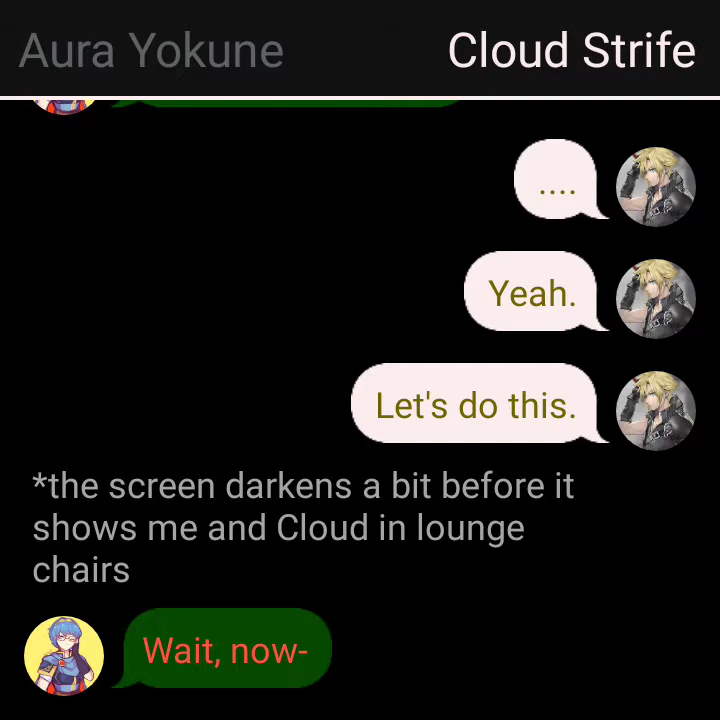 Aura Yokune
Cloud Strife
....
Yeah.
Let's do this.
*the screen darkens a bit before it
shows me and Cloud in lounge
chairs
Wait, now-